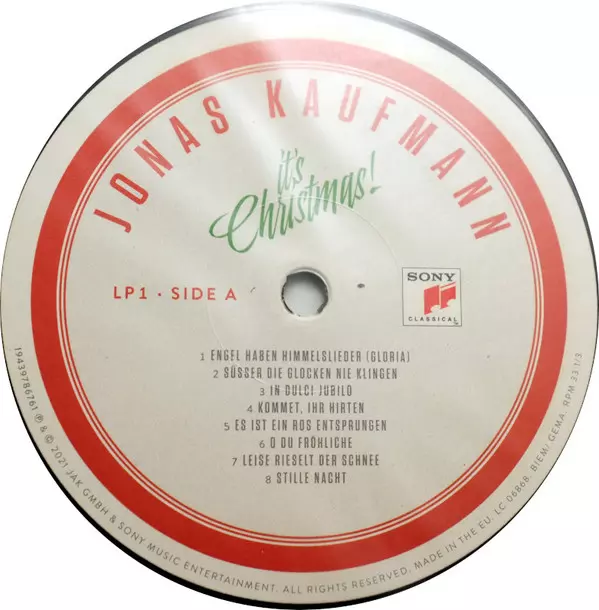 JONAS KAUFMANN
it's
Christmas!
LP1 · SIDE A
SONY
CLASSICAL
1 ENGEL HABEN HIMMELSLIEDER (GLORIA)
2 SÜSSER DIE GLOCKEN NIE KLINGEN
3 IN DULCI JUBILO
4 KOMMET, IHR HIRTEN
5 ES IST EIN ROS ENTSPRUNGEN
6 O DU FRÖHLICHE
7 LEISE RIESELT DER SCHNEE
8 STILLE NACHT
19439786761 ℗ & © 2021 JAK GMBH & SONY MUSIC ENTERTAINMENT. ALL RIGHTS RESERVED. MADE IN THE EU. LC 06868. BIEM/ GEMA. RPM 33 1/3